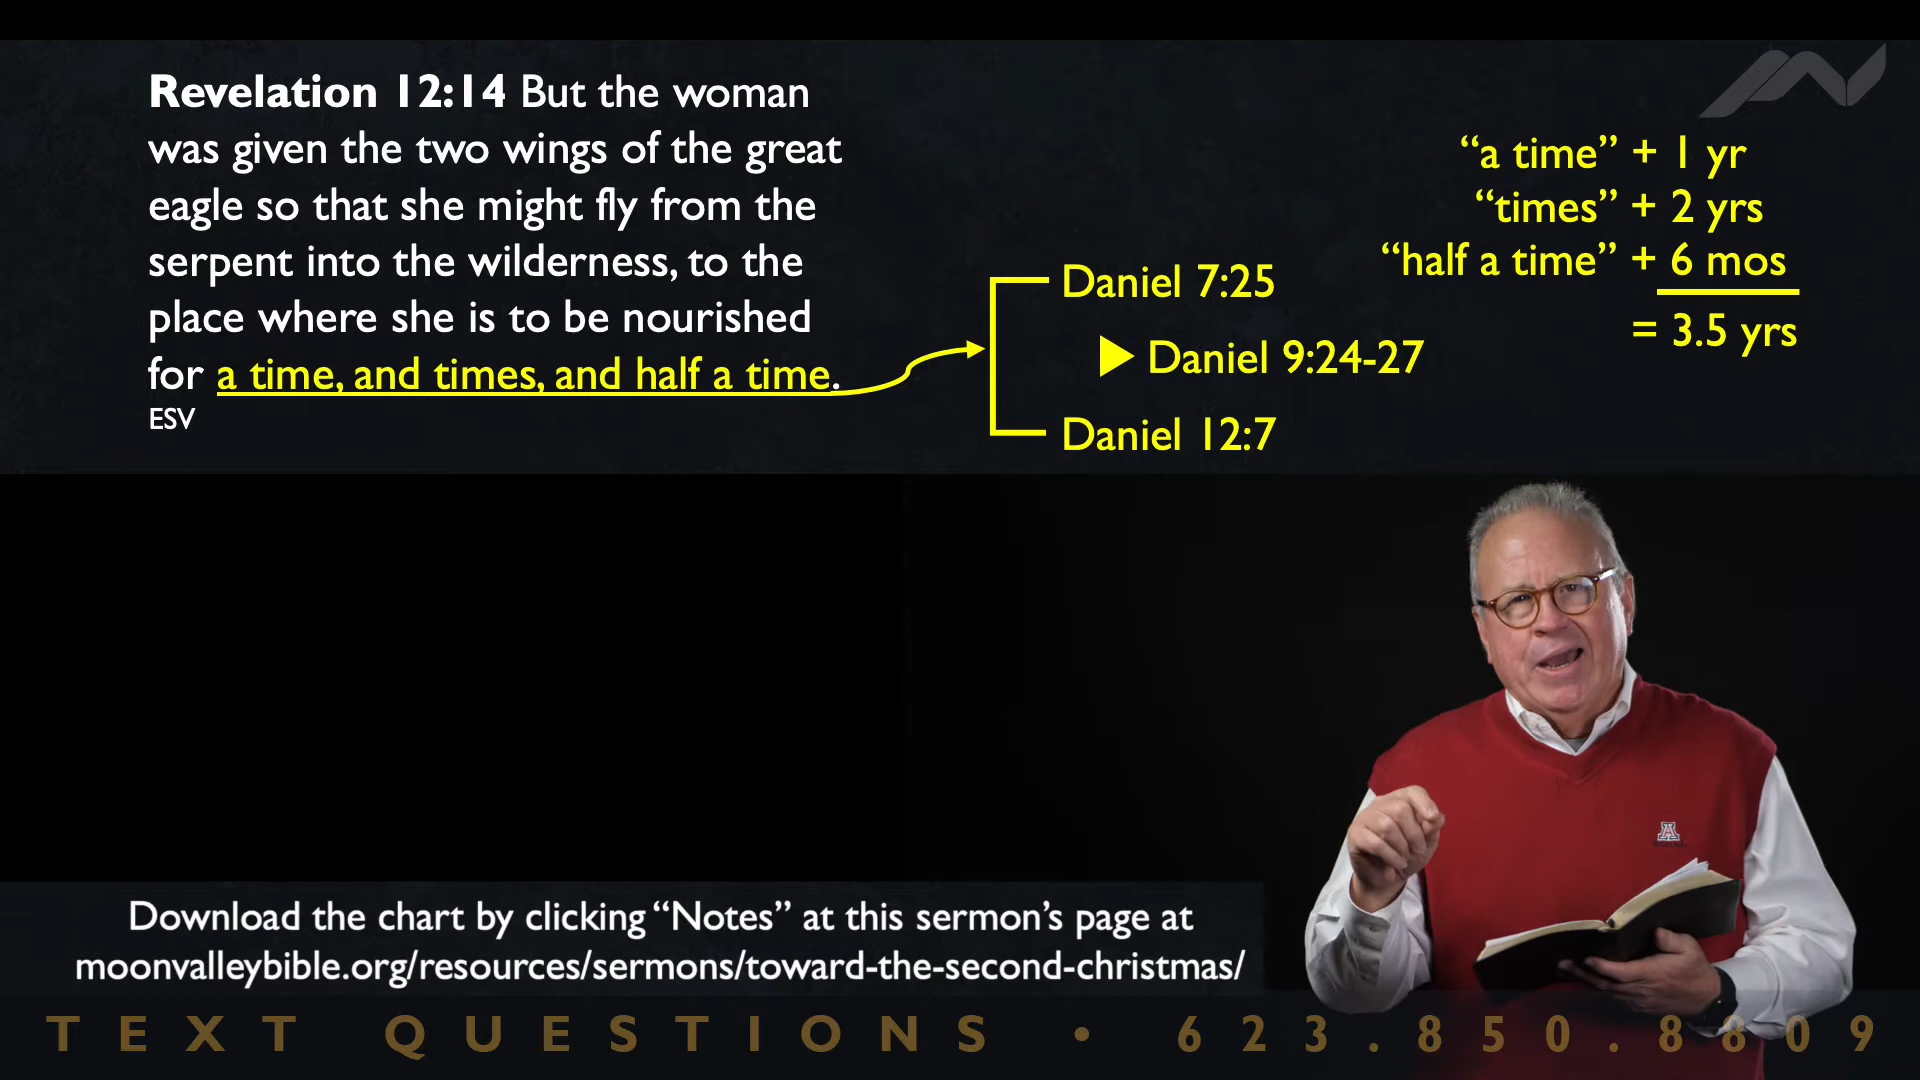 Revelation 12:14 But the woman
was given the two wings of the great
eagle so that she might fly from the
serpent into the wilderness, to the
place where she is to be nourished
for a time, and times, and half a time.
ESV
Daniel 7:25
Daniel 9:24-27
Daniel 12:7
“a time” + 1 yr
“times” + 2 yrs
“half a time” + 6 mos
= 3.5 yrs
A
Download the chart by clicking “Notes” at this sermon’s page at
moonvalleybible.org/resources/sermons/toward-the-second-christmas/
TEXT QUESTIONS • 623.850.8809